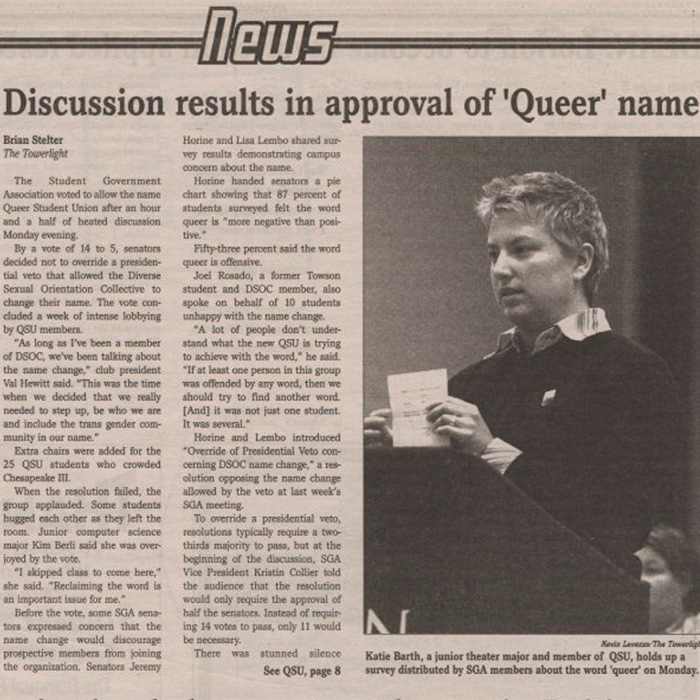 News
Discussion results in approval of 'Queer' name
Brian Stelter
The Towerlight
The Student Government
Association voted to allow the name
Queer Student Union after an hour
and a half of heated discussion
Monday evening.
By a vote of 14 to 5, senators
decided not to override a presiden-
tial veto that allowed the Diverse
Sexual Orientation Collective to
change their name. The vote con-
cluded a week of intense lobbying
by QSU members.
"As long as I've been a member
of DSOC, we've been talking about
the name change," club president
Val Hewitt said. "This was the time
when we decided that we really
needed to step up, be who we are
and include the trans gender com-
munity in our name."
Extra chairs were added for the
25 QSU students who crowded
Chesapeake III.
When the resolution failed, the
group applauded. Some students
hugged each other as they left the
room. Junior computer science
major Kim Berli said she was over-
joyed by the vote.
"I skipped class to come here,"
she said. "Reclaiming the word is
an important issue for me."
Before the vote, some SGA sena-
tors expressed concern that the
name change would discourage
prospective members from joining
the organization. Senators Jeremy
Horine and Lisa Lembo shared sur-
vey results demonstrating campus
concern about the name.
Horine handed senators a pie
chart showing that 87 percent of
students surveyed felt the word
queer is "more negative than posi-
tive."
Fifty-three percent said the word
queer is offensive.
Joel Rosado, a former Towson
student and DSOC member, also
spoke on behalf of 10 students
unhappy with the name change.
"A lot of people don't under-
stand what the new QSU is trying
to achieve with the word," he said.
"If at least one person in this group
was offended by any word, then we
should try to find another word.
[And] it was not just one student.
It was several."
Horine and Lembo introduced
"Override of Presidential Veto con-
cerning DSOC name change," a res-
olution opposing the name change
allowed by the veto at last week's
SGA meeting.
To override a presidential veto,
resolutions typically require a two-
thirds majority to pass, but at the
beginning of the discussion, SGA
Vice President Kristin Collier told
the audience that the resolution
would only require the approval of
half the senators. Instead of requir-
ing 14 votes to pass, only 11 would
be necessary.
There was stunned silence
See QSU, page 8
Kevin Lavezza/The Towerligh
Katie Barth, a junior theater major and member of QSU, holds up a
survey distributed by SGA members about the word 'queer' on Monday.